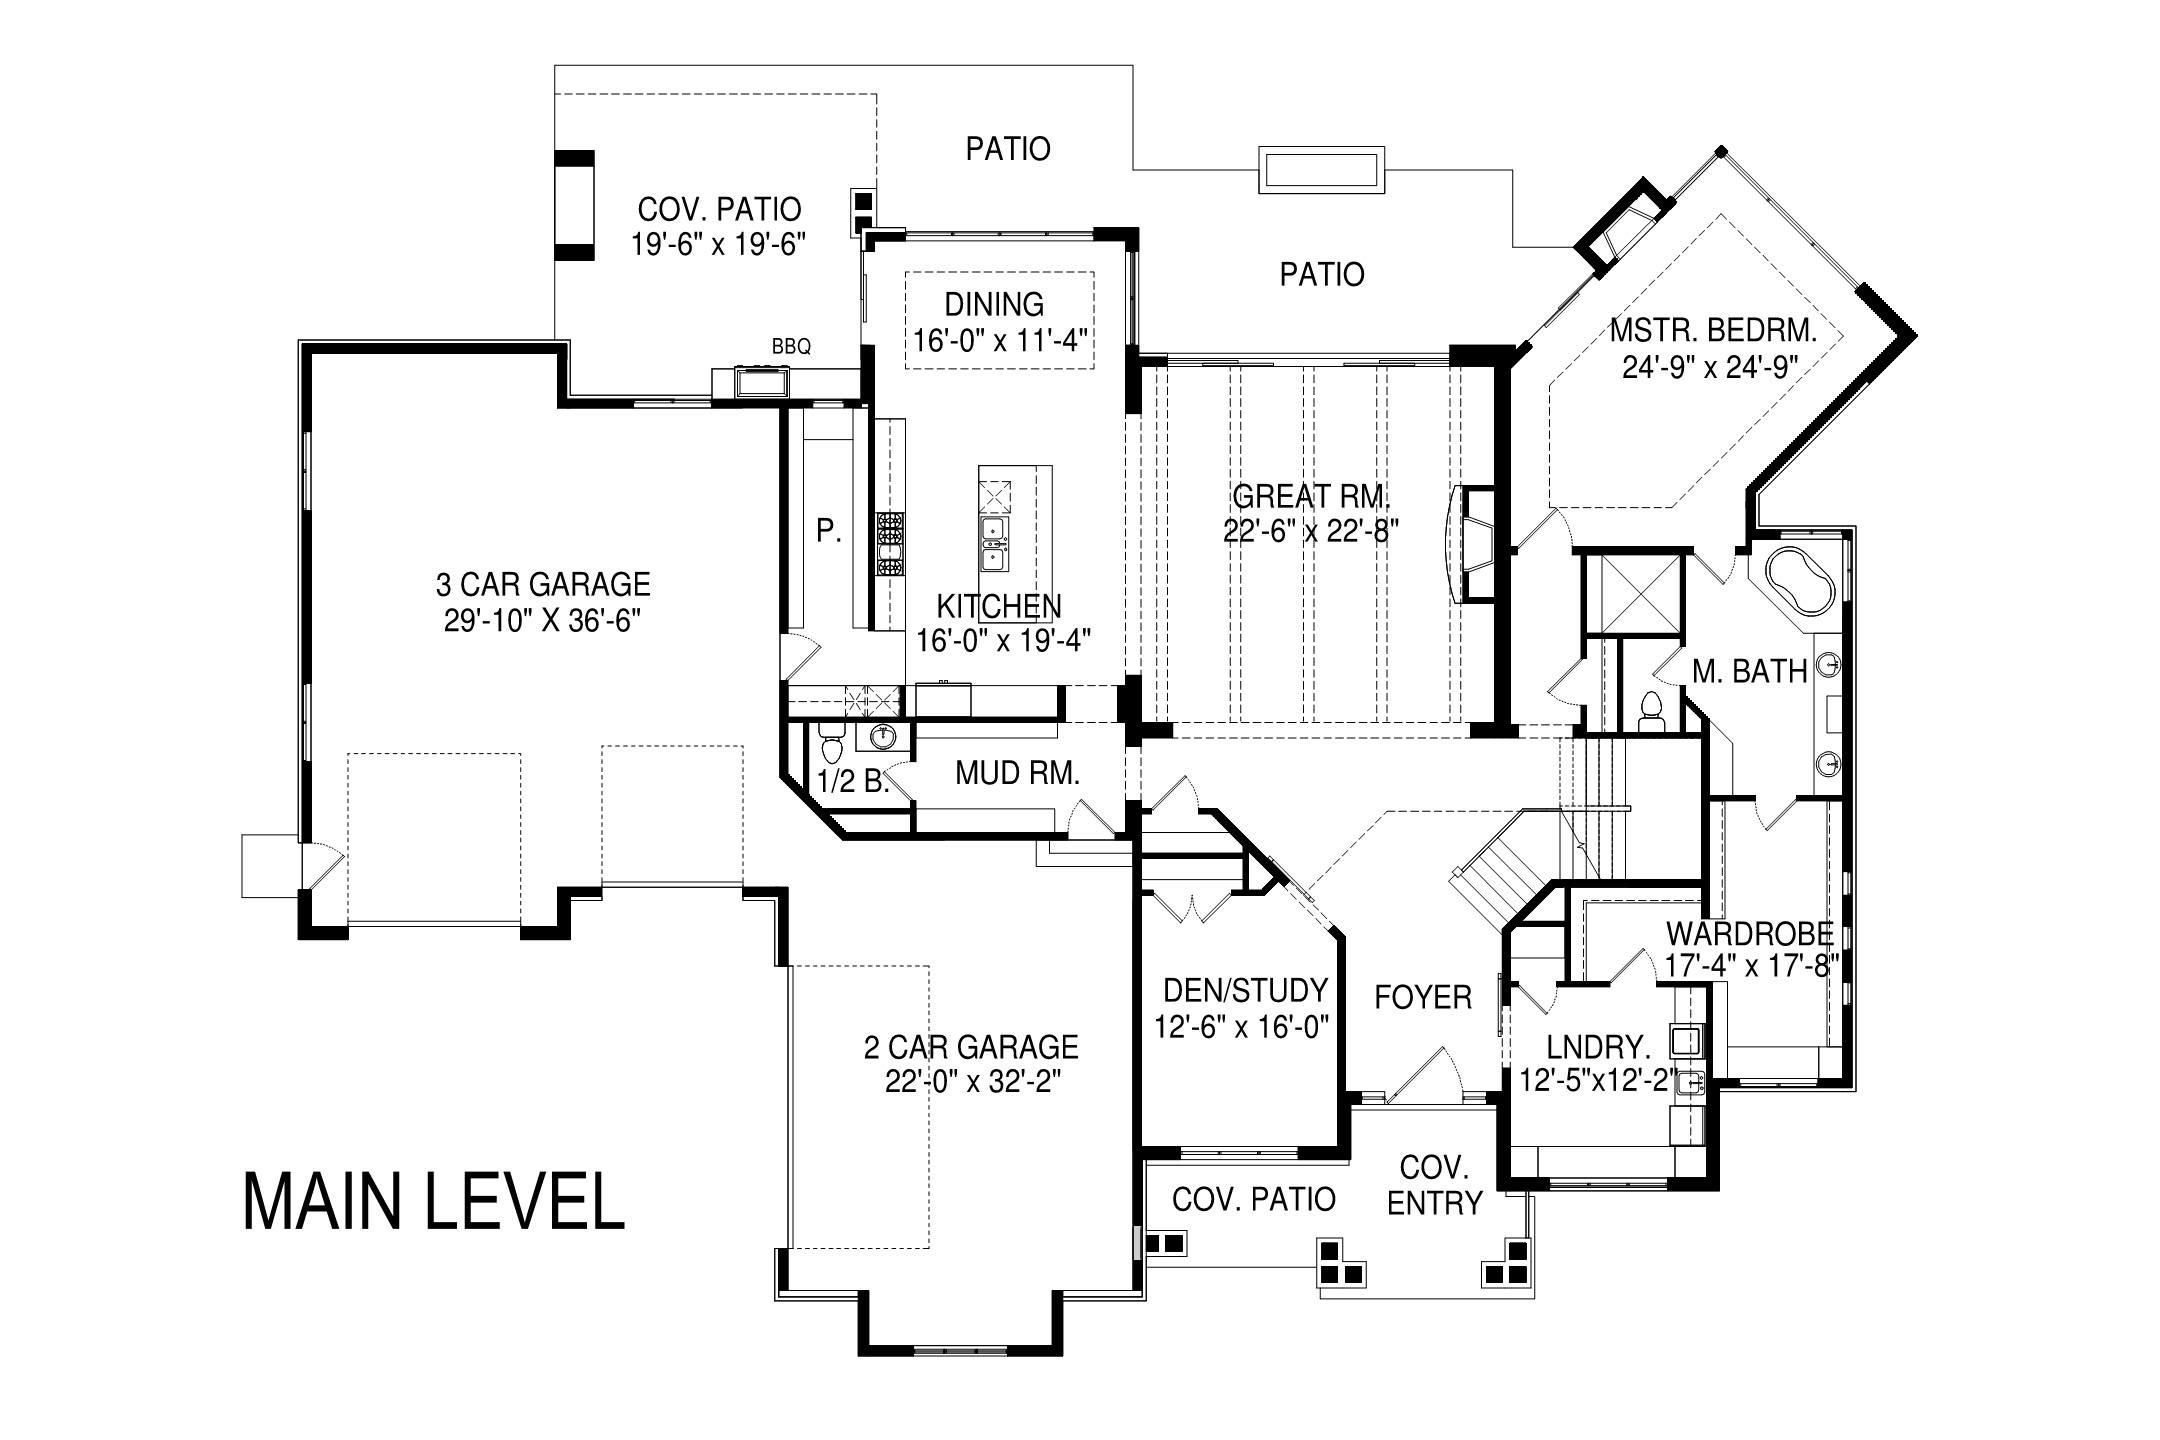 PATIO
COV. PATIO
19'-6" x 19'-6"
PATIO
DINING
16'-0" x 11'-4"
BBQ
MSTR. BEDRM.
24'-9" x 24'-9"
GREAT RM.
22'-6" x 22'-8"
P.
3 CAR GARAGE
29'-10" X 36'-6"
KITCHEN
16'-0" x 19'-4"
M. BATH
1/2 B.
MUD RM.
WARDROBE
17'-4" x 17'-8"
DEN/STUDY
12'-6" x 16'-0"
FOYER
2 CAR GARAGE
22'-0" x 32'-2"
LNDRY.
12'-5"x12'-2"
MAIN LEVEL
COV. PATIO
COV.
ENTRY